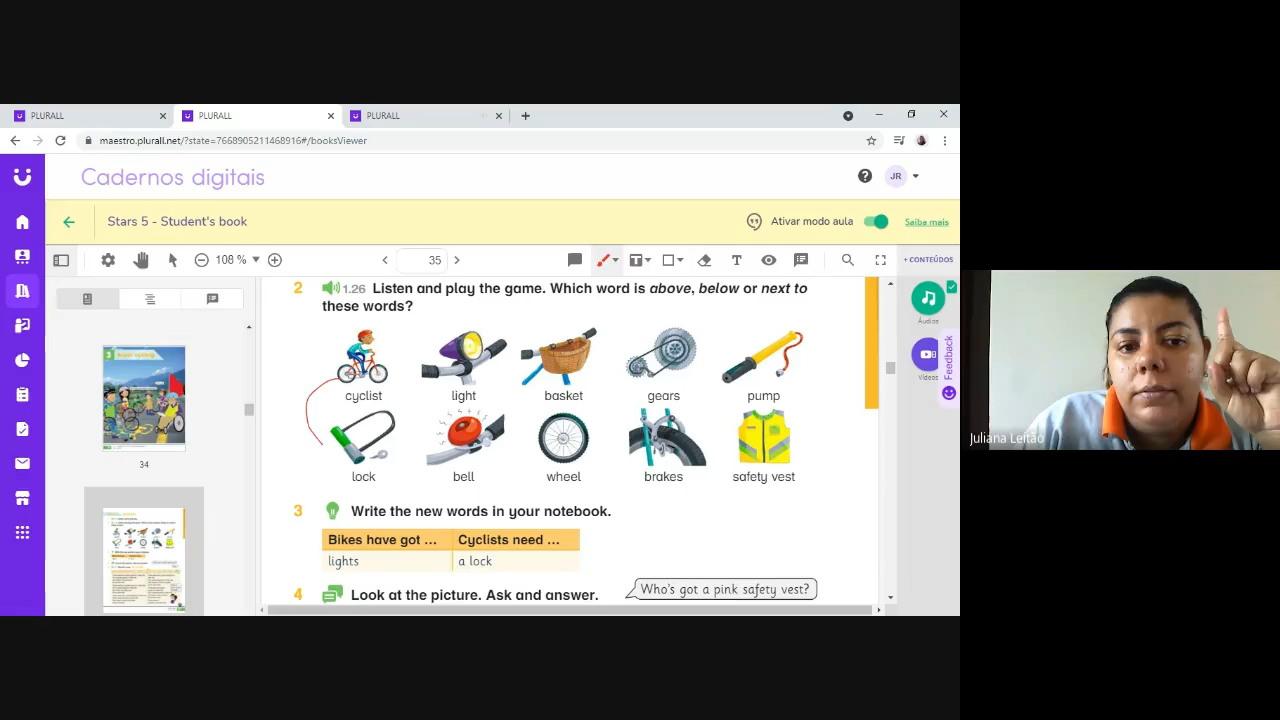 PLURALL
PLURALL
PLURALL
maestro.plurall.net/?state=7668905211468916#/booksViewer
Cadernos digitais
JR
Stars 5 - Student's book
Ativar modo aula
Saiba mais
108 %
35
+ CONTEÚDOS
2 1.26 Listen and play the game. Which word is above, below or next to
these words?
cyclist light basket gears pump
lock bell wheel brakes safety vest
3 Write the new words in your notebook.
Bikes have got ... Cyclists need ...
lights a lock
4 Look at the picture. Ask and answer.
Who's got a pink safety vest?
34
Áudios
Vídeos
Feedback
Juliana Leitão